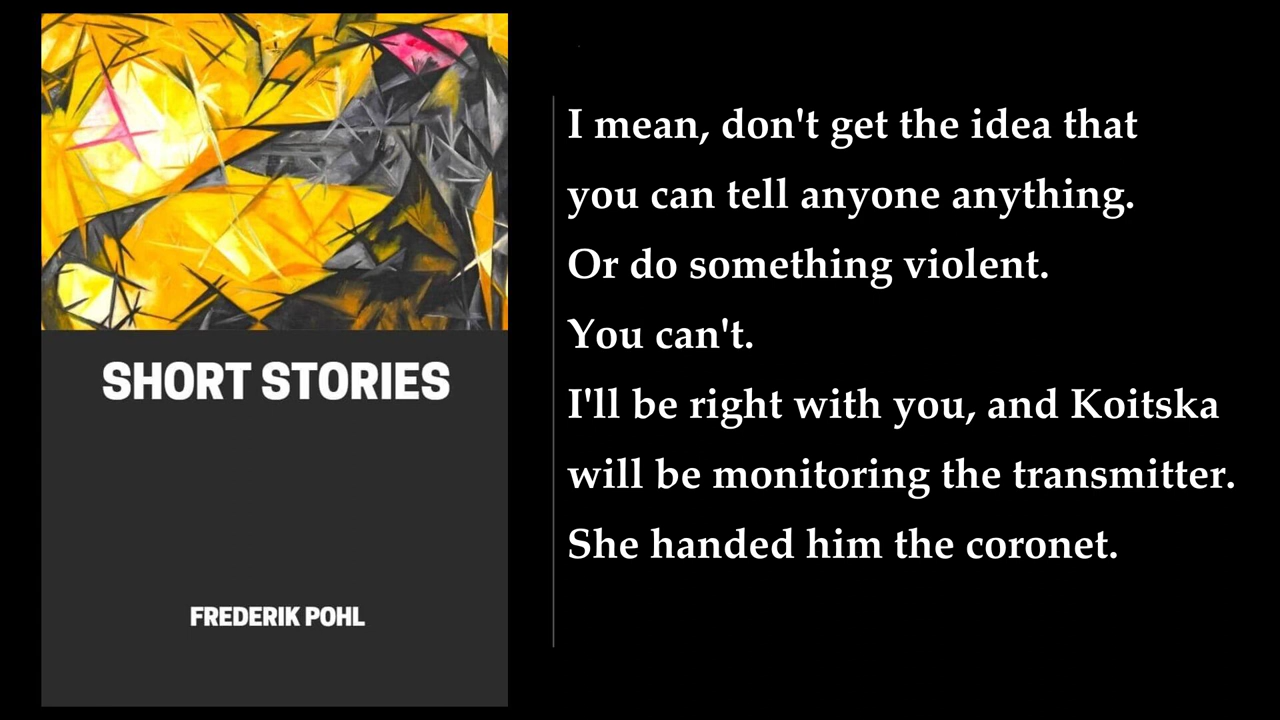 SHORT STORIES
FREDERIK POHL
I mean, don't get the idea that
you can tell anyone anything.
Or do something violent.
You can't.
I'll be right with you, and Koitska
will be monitoring the transmitter.
She handed him the coronet.